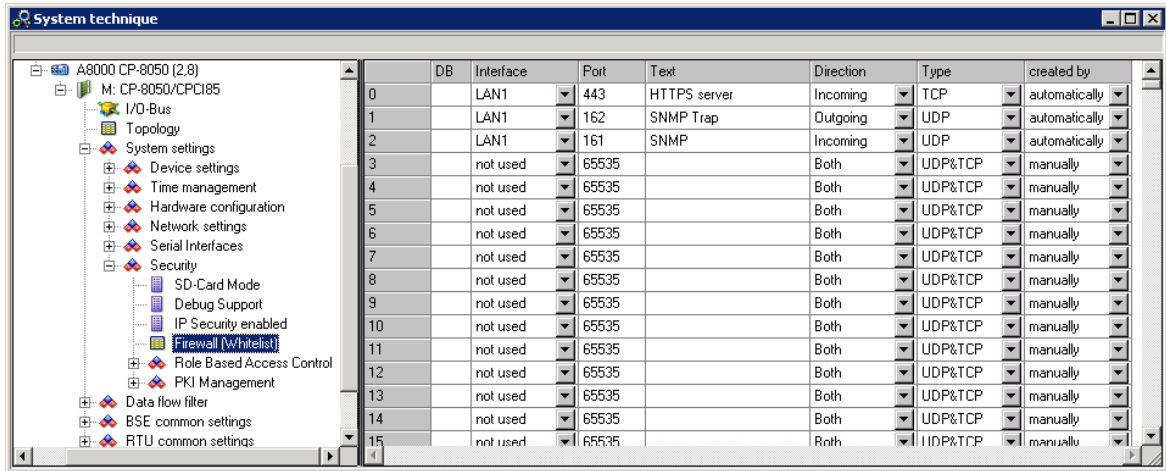 System technique
A8000 CP-8050 (2,8)
M: CP-8050/CPCI85
I/O-Bus
Topology
System settings
Device settings
Time management
Hardware configuration
Network settings
Serial Interfaces
Security
SD-Card Mode
Debug Support
IP Security enabled
Firewall (Whitelist)
Role Based Access Control
PKI Management
Data flow filter
BSE common settings
RTU common settings
DB Interface Port Text Direction Type created by
0 LAN1 443 HTTPS server Incoming TCP automatically
1 LAN1 162 SNMP Trap Outgoing UDP automatically
2 LAN1 161 SNMP Incoming UDP automatically
3 not used 65535 Both UDP&TCP manually
4 not used 65535 Both UDP&TCP manually
5 not used 65535 Both UDP&TCP manually
6 not used 65535 Both UDP&TCP manually
7 not used 65535 Both UDP&TCP manually
8 not used 65535 Both UDP&TCP manually
9 not used 65535 Both UDP&TCP manually
10 not used 65535 Both UDP&TCP manually
11 not used 65535 Both UDP&TCP manually
12 not used 65535 Both UDP&TCP manually
13 not used 65535 Both UDP&TCP manually
14 not used 65535 Both UDP&TCP manually
15 not used 65535 Both UDP&TCP manually